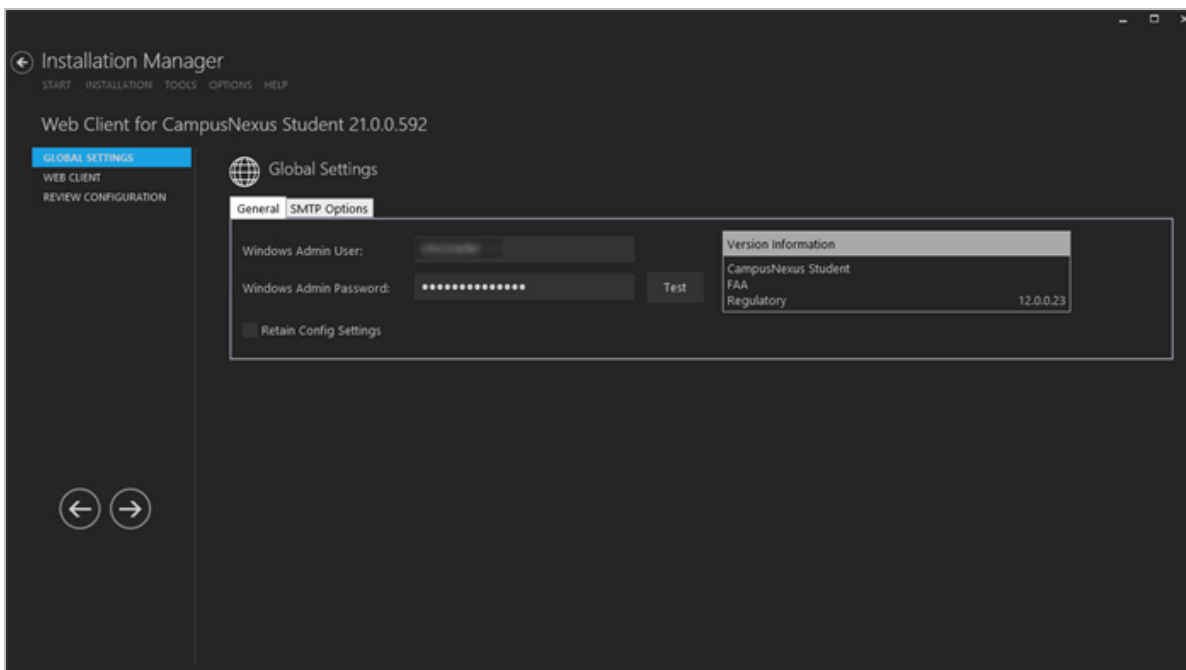 Installation Manager
START INSTALLATION TOOLS OPTIONS HELP
Web Client for CampusNexus Student 21.0.0.592
GLOBAL SETTINGS
WEB CLIENT
REVIEW CONFIGURATION
Global Settings
General SMTP Options
Windows Admin User:
Windows Admin Password: ••••••••••••••
Test
Retain Config Settings
Version Information
CampusNexus Student
FAA
Regulatory 12.0.0.23